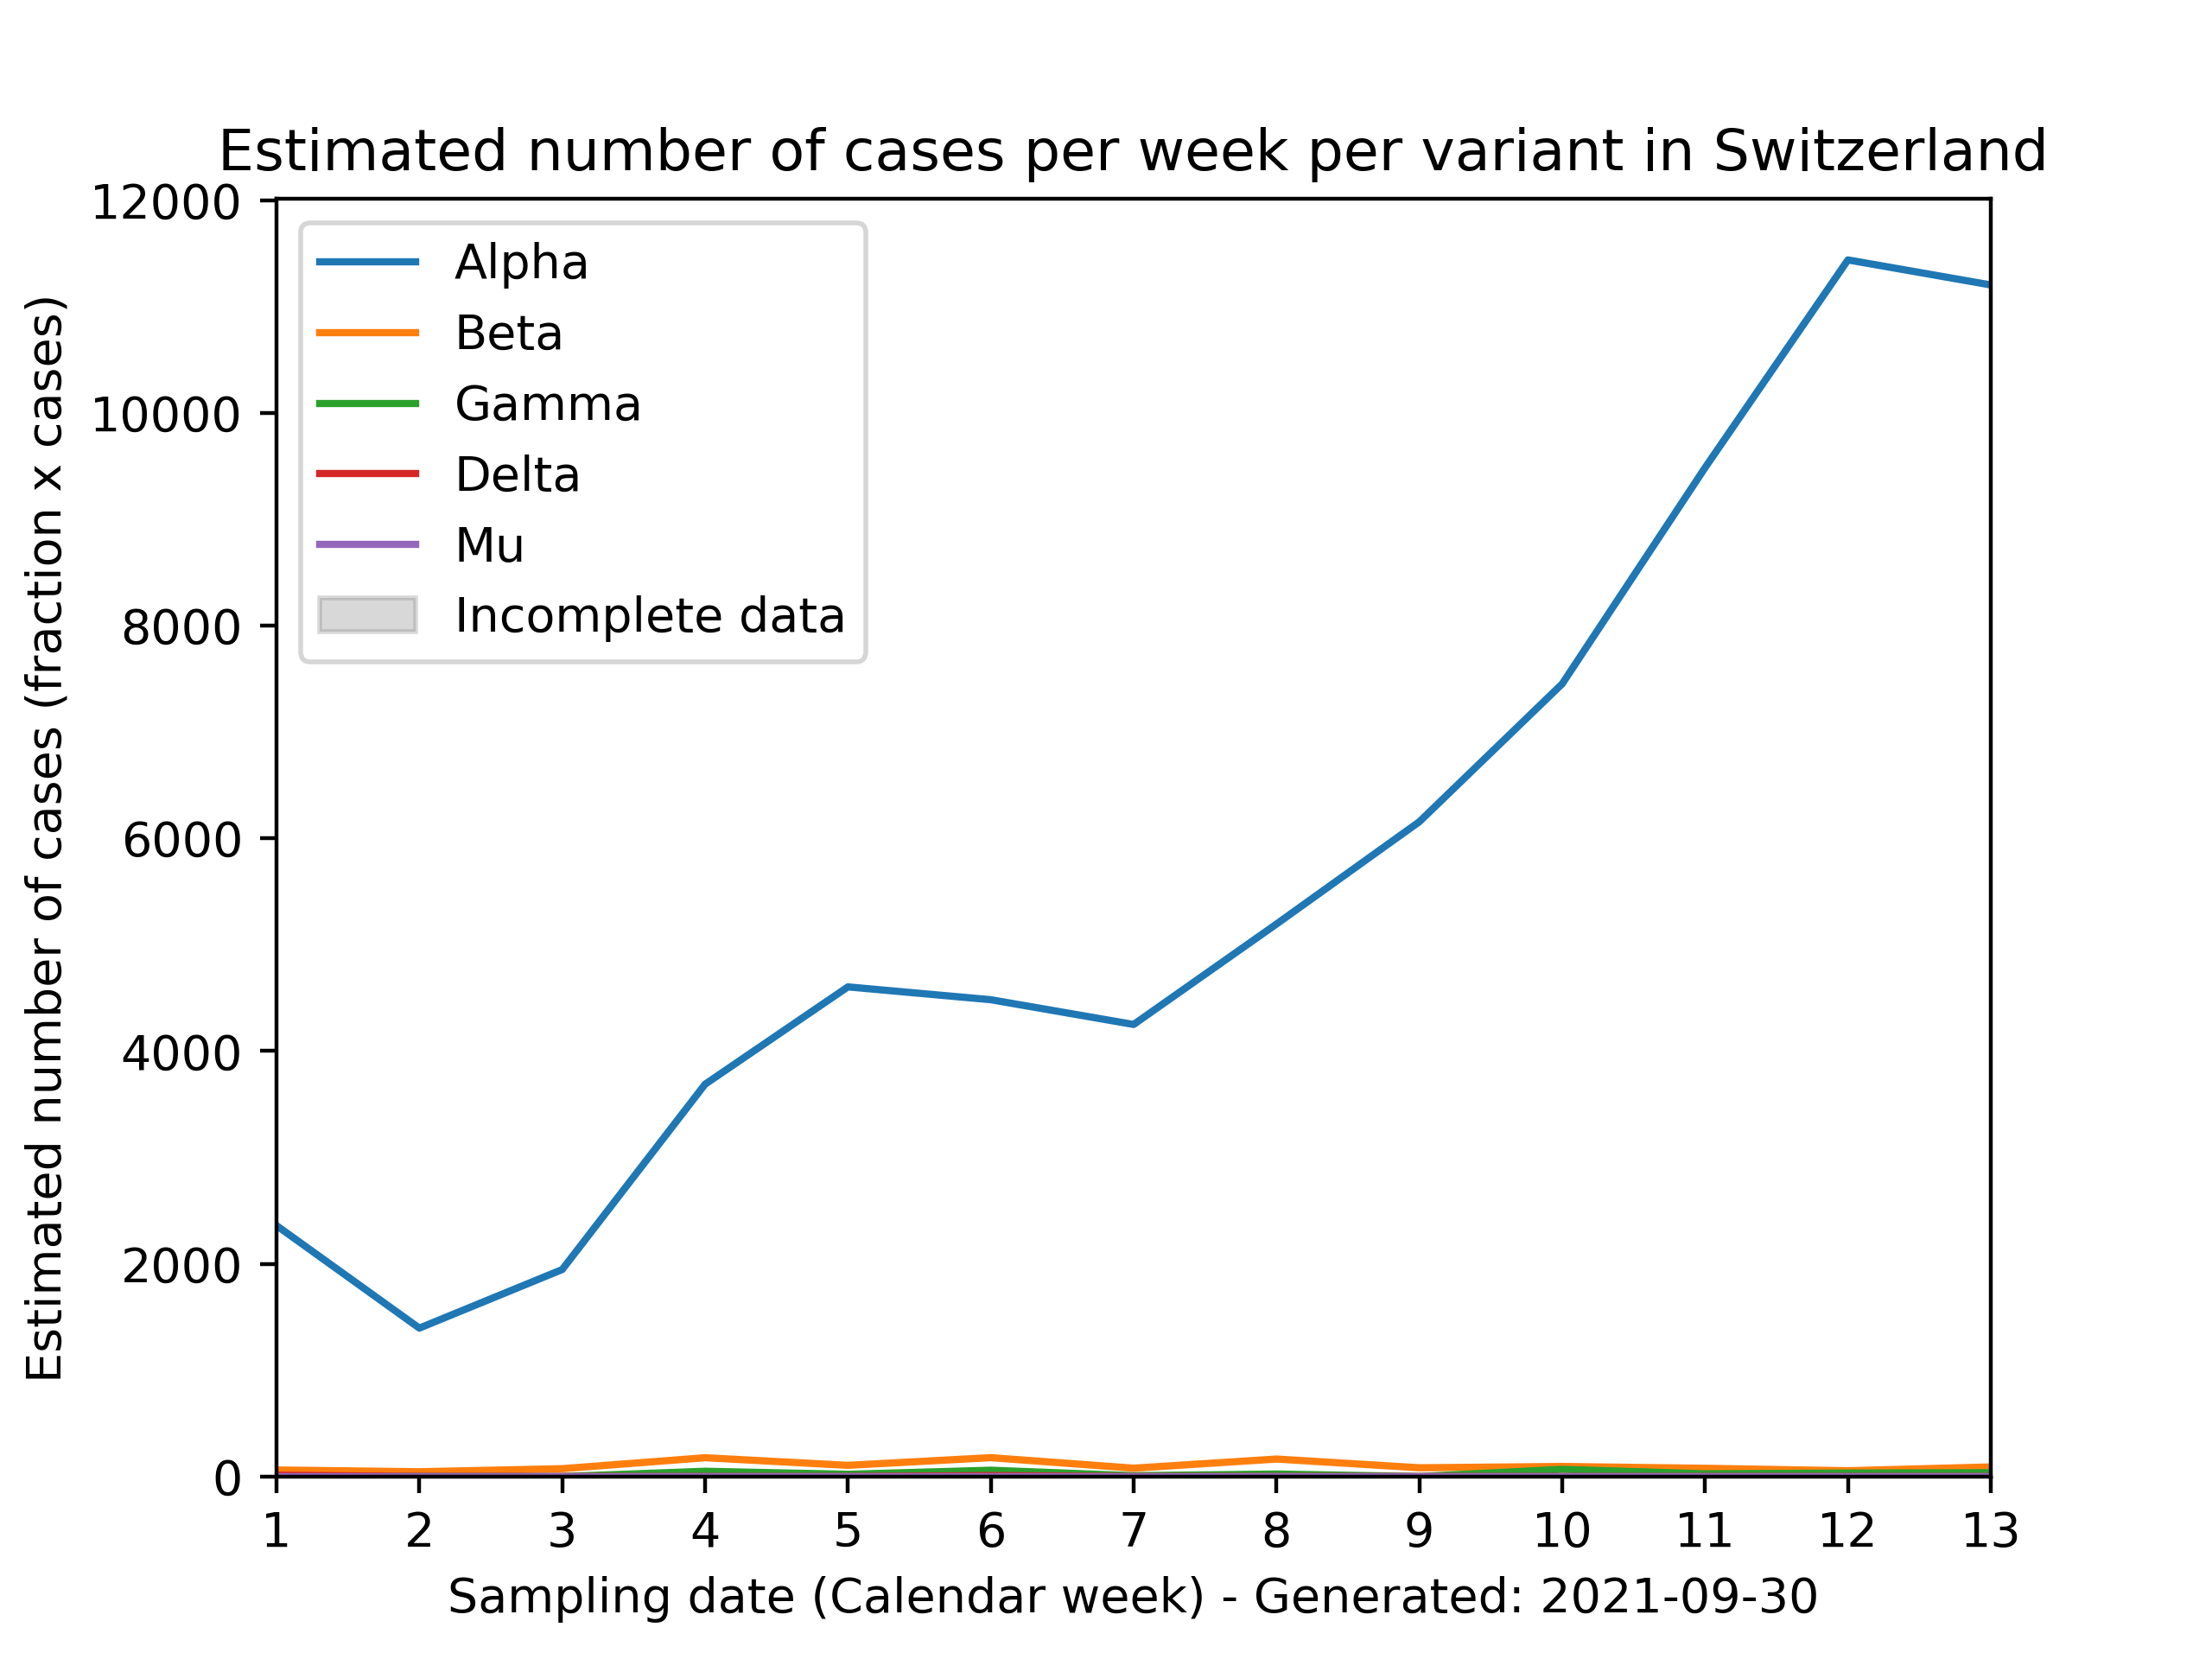 Estimated number of cases per week per variant in Switzerland
Estimated number of cases (fraction x cases)
12000
10000
8000
6000
4000
2000
0
Alpha
Beta
Gamma
Delta
Mu
Incomplete data
1 2 3 4 5 6 7 8 9 10 11 12 13
Sampling date (Calendar week) - Generated: 2021-09-30